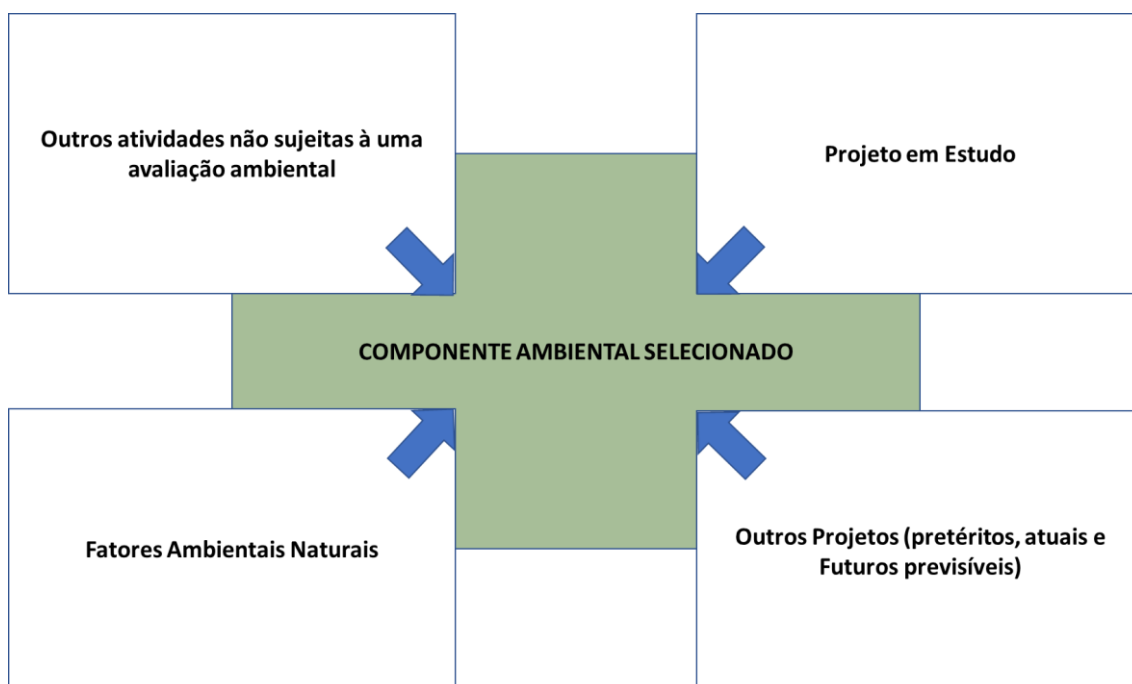 Outros atividades não sujeitas à uma
avaliação ambiental
Projeto em Estudo
COMPONENTE AMBIENTAL SELECIONADO
Fatores Ambientais Naturais
Outros Projetos (pretéritos, atuais e
Futuros previsíveis)